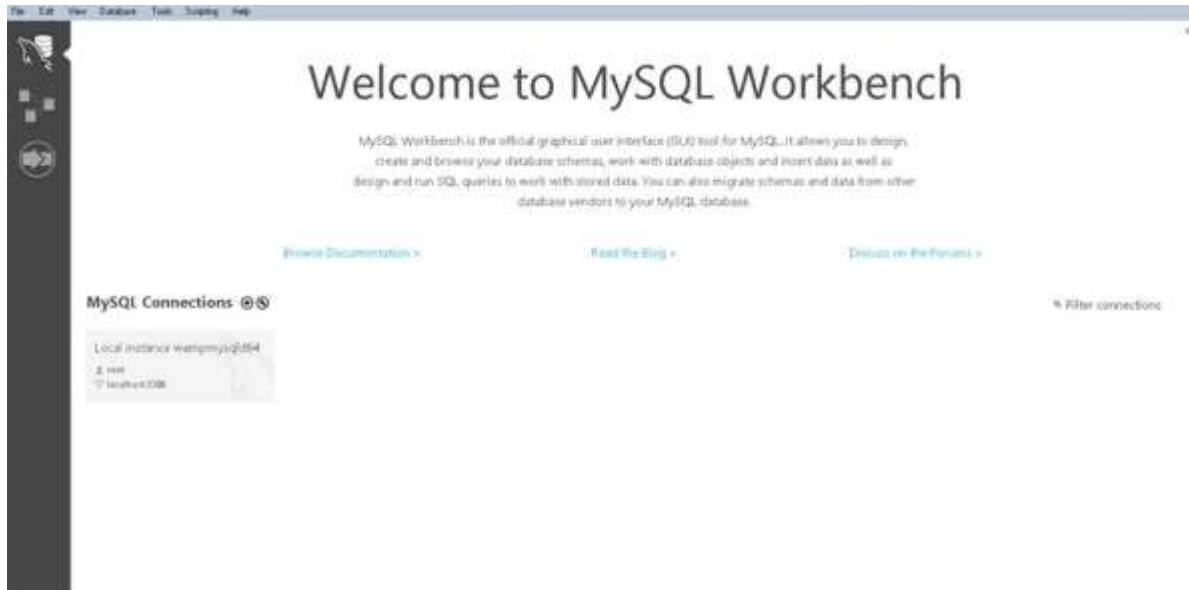 File Edit View Database Tools Scripting Help
Welcome to MySQL Workbench
MySQL Workbench is the official graphical user interface (GUI) tool for MySQL. It allows you to design,
create and browse your database schemas, work with database objects and insert data as well as
design and run SQL queries to work with stored data. You can also migrate schemas and data from other
database vendors to your MySQL database.
Browse Documentation > Read the Blog > Discuss on the Forums >
MySQL Connections Filter connections
Local instance wampmysqld64
root
localhost:3306